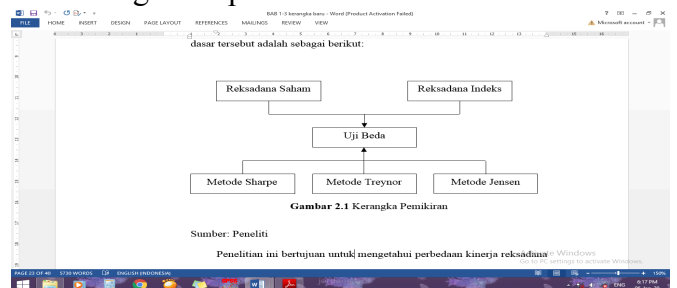 BAB 1-3 kerangka baru - Word (Product Activation Failed)
FILE HOME INSERT DESIGN PAGE LAYOUT REFERENCES MAILINGS REVIEW VIEW
Microsoft account
dasar tersebut adalah sebagai berikut:
Reksadana Saham Reksadana Indeks
Uji Beda
Metode Sharpe Metode Treynor Metode Jensen
Gambar 2.1 Kerangka Pemikiran
Sumber: Peneliti
Penelitian ini bertujuan untuk mengetahui perbedaan kinerja reksadana
Go to PC settings to activate Windows.
PAGE 23 OF 40 5730 WORDS ENGLISH (INDONESIA) 150%
ENG 6:17 PM